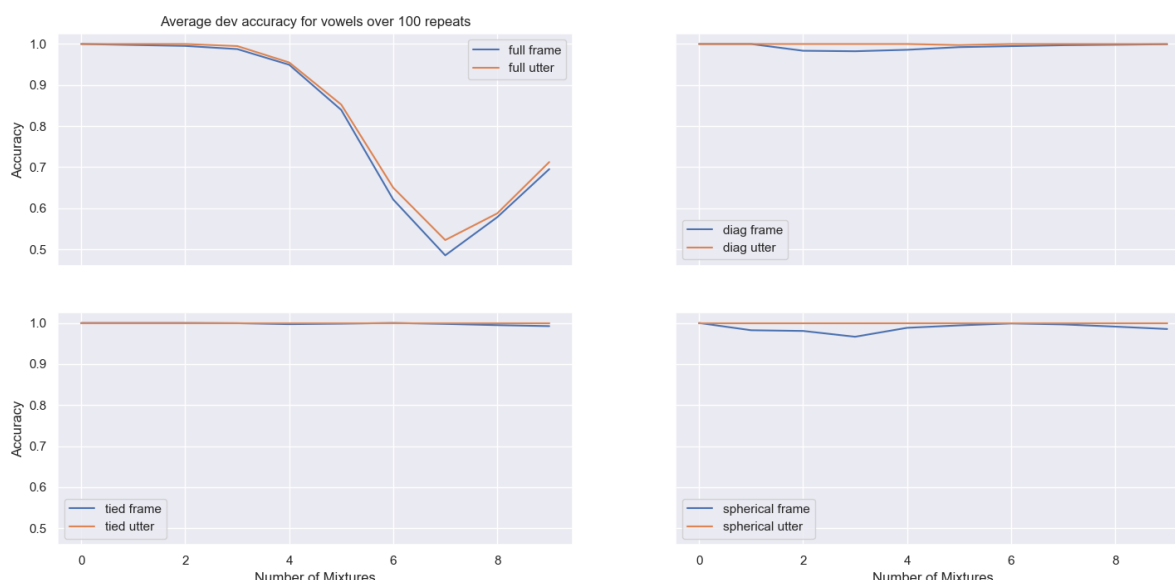 Average dev accuracy for vowels over 100 repeats
Accuracy
1.0
0.9
0.8
0.7
0.6
0.5
full frame
full utter
diag frame
diag utter
Accuracy
1.0
0.9
0.8
0.7
0.6
0.5
tied frame
tied utter
0 2 4 6 8
Number of Mixtures
spherical frame
spherical utter
0 2 4 6 8
Number of Mixtures